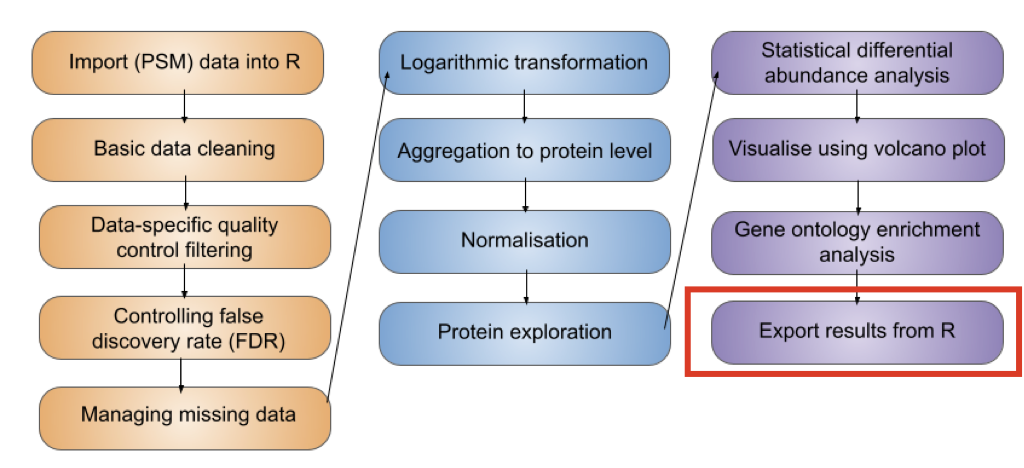 Import (PSM) data into R
Basic data cleaning
Data-specific quality
control filtering
Controlling false
discovery rate (FDR)
Managing missing data
Logarithmic transformation
Aggregation to protein level
Normalisation
Protein exploration
Statistical differential
abundance analysis
Visualise using volcano plot
Gene ontology enrichment
analysis
Export results from R